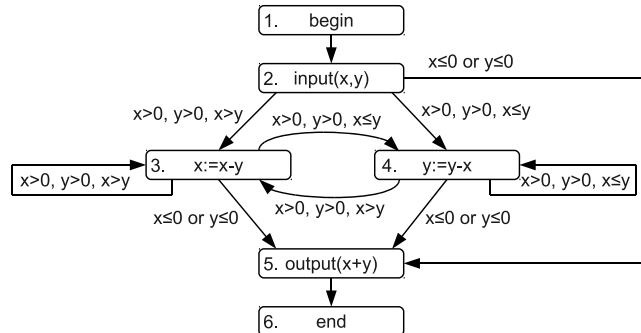 1. begin
2. input(x,y)
x≤0 or y≤0
x>0, y>0, x>y
x>0, y>0, x≤y
x>0, y>0, x≤y
3. x:=x-y
4. y:=y-x
x>0, y>0, x>y
x>0, y>0, x≤y
x>0, y>0, x>y
x≤0 or y≤0
x≤0 or y≤0
5. output(x+y)
6. end